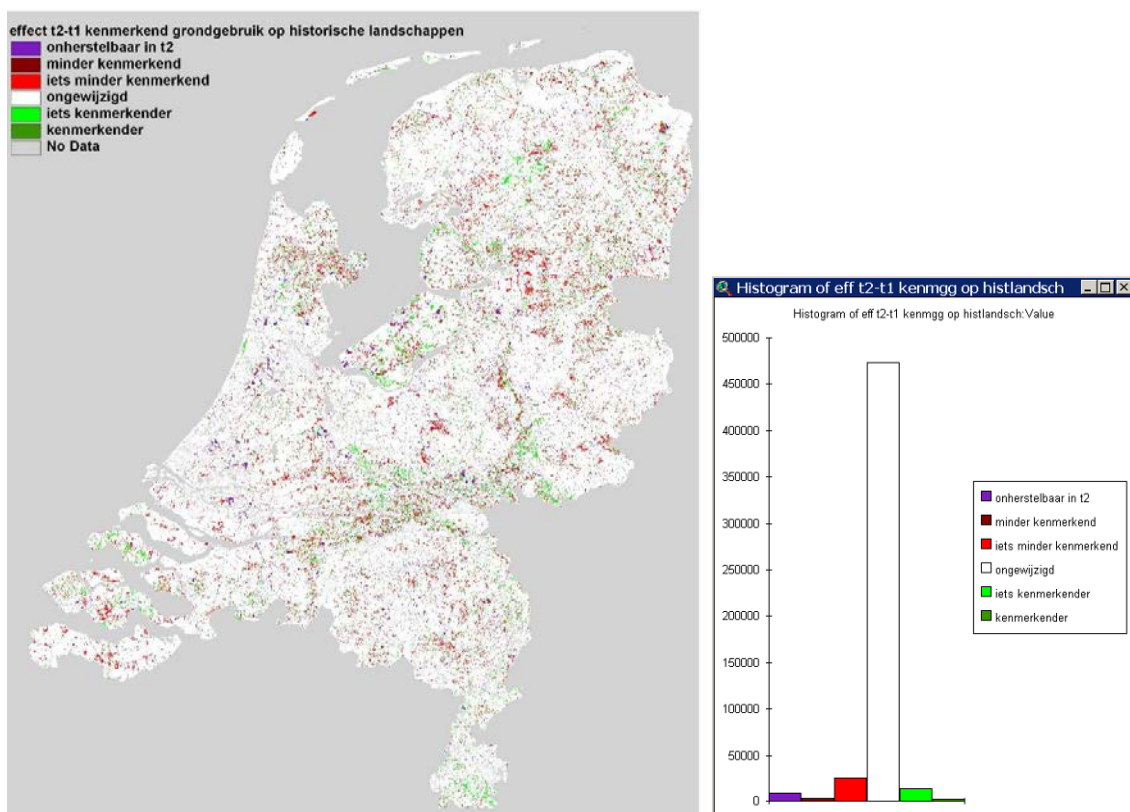 effect t2-t1 kenmerkend grondgebruik op historische landschappen
onherstelbaar in t2
minder kenmerkend
iets minder kenmerkend
ongewijzigd
iets kenmerkender
kenmerkender
No Data
Histogram of eff t2-t1 kenmgg op histlandsch
Histogram of eff t2-t1 kenmgg op histlandsch:Value
500000
450000
400000
350000
300000
250000
200000
150000
100000
50000
0
onherstelbaar in t2
minder kenmerkend
iets minder kenmerkend
ongewijzigd
iets kenmerkender
kenmerkender